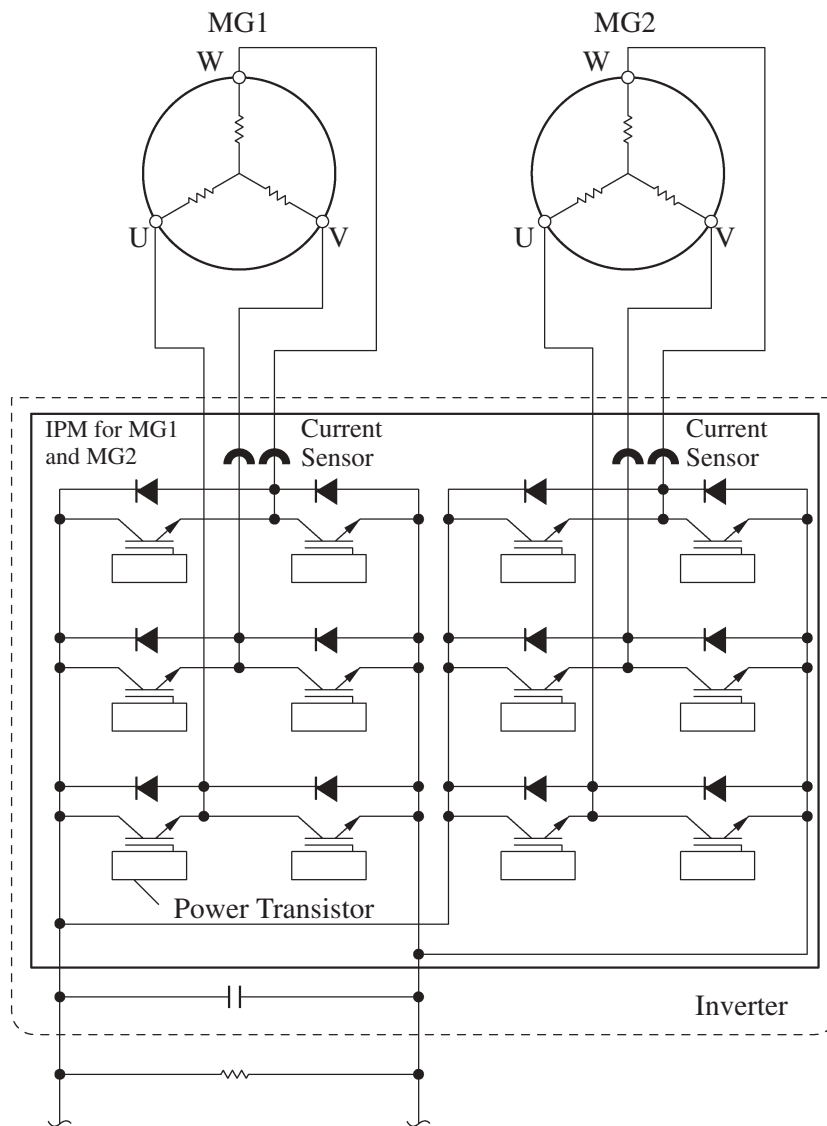 MG1
W
U
V
MG2
W
U
V
IPM for MG1
and MG2
Current
Sensor
Current
Sensor
Power Transistor
Inverter